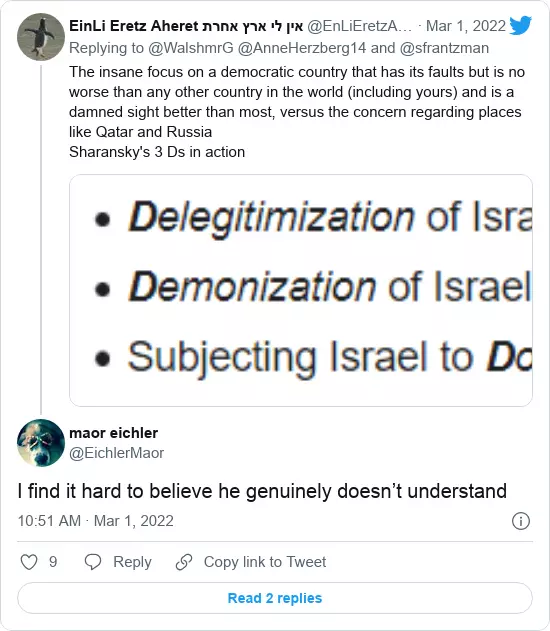 EinLi Eretz Aheret אין לי ארץ אחרת @EnLiEretzA... · Mar 1, 2022
Replying to @WalshmrG @AnneHerzberg14 and @sfrantzman
The insane focus on a democratic country that has its faults but is no
worse than any other country in the world (including yours) and is a
damned sight better than most, versus the concern regarding places
like Qatar and Russia
Sharansky's 3 Ds in action
• Delegitimization of Isra
• Demonization of Israel
• Subjecting Israel to Do
maor eichler
@EichlerMaor
I find it hard to believe he genuinely doesn’t understand
10:51 AM · Mar 1, 2022
9 Reply Copy link to Tweet
Read 2 replies